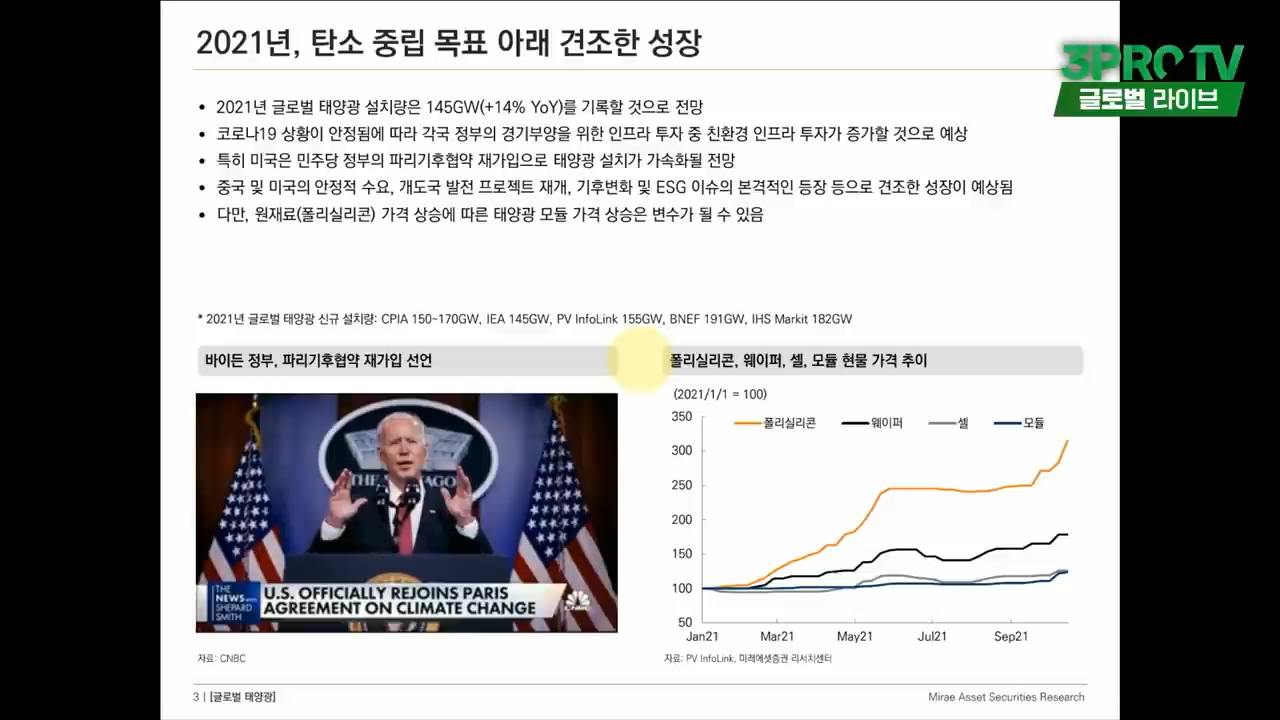 2021년, 탄소 중립 목표 아래 견조한 성장
3PRO TV
글로벌 라이브
• 2021년 글로벌 태양광 설치량은 145GW(+14% YoY)를 기록할 것으로 전망
• 코로나19 상황이 안정됨에 따라 각국 정부의 경기부양을 위한 인프라 투자 중 친환경 인프라 투자가 증가할 것으로 예상
• 특히 미국은 민주당 정부의 파리기후협약 재가입으로 태양광 설치가 가속화될 전망
• 중국 및 미국의 안정적 수요, 개도국 발전 프로젝트 재개, 기후변화 및 ESG 이슈의 본격적인 등장 등으로 견조한 성장이 예상됨
• 다만, 원재료(폴리실리콘) 가격 상승에 따른 태양광 모듈 가격 상승은 변수가 될 수 있음
* 2021년 글로벌 태양광 신규 설치량: CPIA 150~170GW, IEA 145GW, PV InfoLink 155GW, BNEF 191GW, IHS Markit 182GW
바이든 정부, 파리기후협약 재가입 선언
THE
NEWS WITH
SHEPARD
SMITH
U.S. OFFICIALLY REJOINS PARIS
AGREEMENT ON CLIMATE CHANGE
CNBC
자료: CNBC
폴리실리콘, 웨이퍼, 셀, 모듈 현물 가격 추이
(2021/1/1 = 100)
폴리실리콘 웨이퍼 셀 모듈
350
300
250
200
150
100
50
Jan21 Mar21 May21 Jul21 Sep21
자료: PV InfoLink, 미래에셋증권 리서치센터
3 | [글로벌 태양광]
Mirae Asset Securities Research